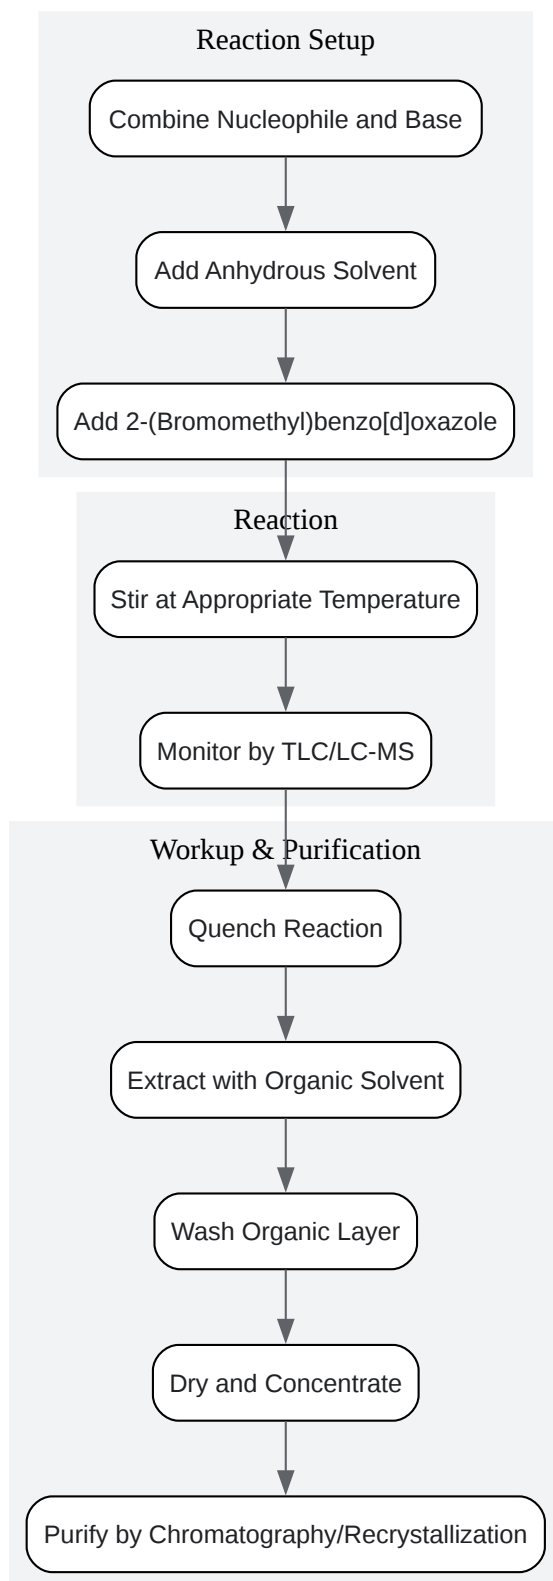 Reaction Setup
Combine Nucleophile and Base
Add Anhydrous Solvent
Add 2-(Bromomethyl)benzo[d]oxazole
Reaction
Stir at Appropriate Temperature
Monitor by TLC/LC-MS
Workup & Purification
Quench Reaction
Extract with Organic Solvent
Wash Organic Layer
Dry and Concentrate
Purify by Chromatography/Recrystallization